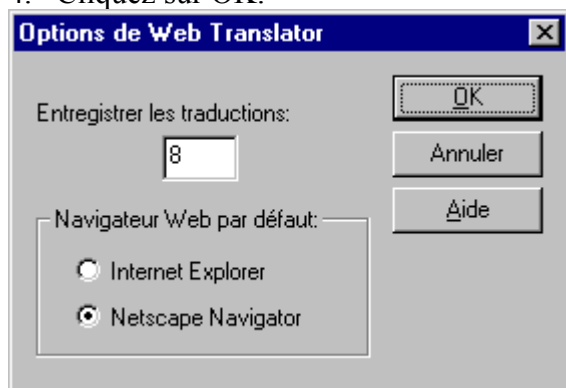 4. Cliquez sur OK.
Options de Web Translator
Entregistrer les traductions:
8
OK
Annuler
Aide
Navigateur Web par défaut:
Internet Explorer
Netscape Navigator